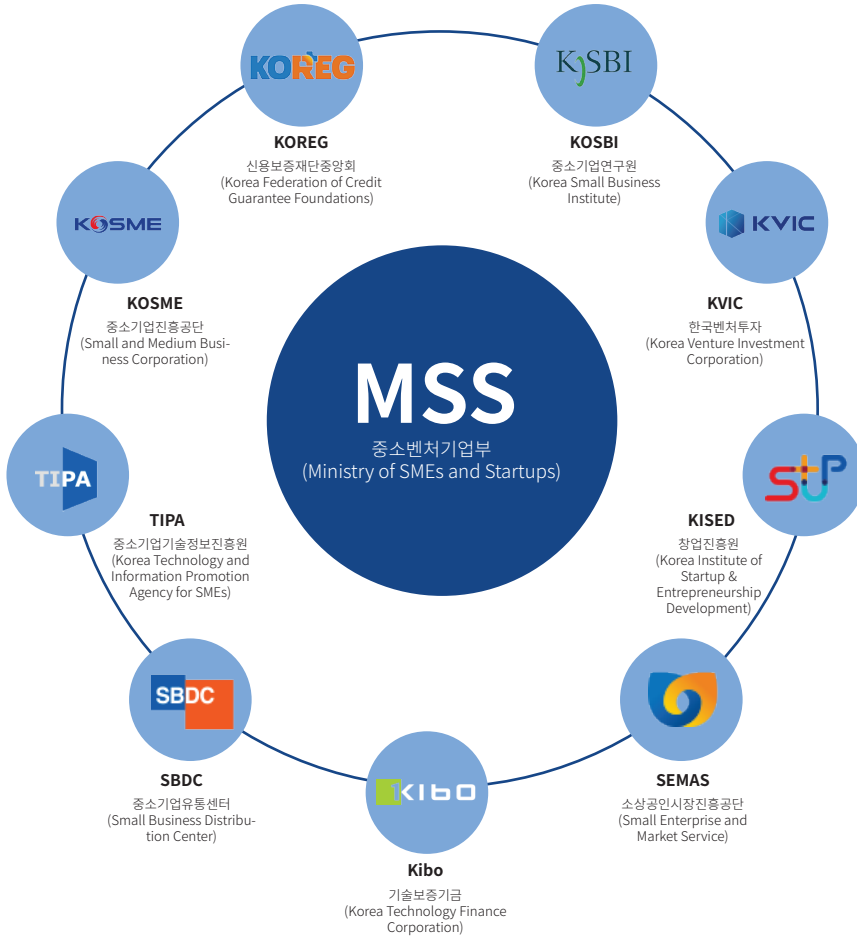 KOREG
KOREG
신용보증재단중앙회
(Korea Federation of Credit
Guarantee Foundations)
KOSBI
KOSBI
중소기업연구원
(Korea Small Business
Institute)
KOSME
KOSME
중소기업진흥공단
(Small and Medium Busi-
ness Corporation)
KVIC
KVIC
한국벤처투자
(Korea Venture Investment
Corporation)
MSS
중소벤처기업부
(Ministry of SMEs and Startups)
TIPA
TIPA
중소기업기술정보진흥원
(Korea Technology and
Information Promotion
Agency for SMEs)
StUP
KISED
창업진흥원
(Korea Institute of
Startup &
Entrepreneurship
Development)
SBDC
SBDC
중소기업유통센터
(Small Business Distribu-
tion Center)
SEMAS
소상공인시장진흥공단
(Small Enterprise and
Market Service)
KIBO
Kibo
기술보증기금
(Korea Technology Finance
Corporation)